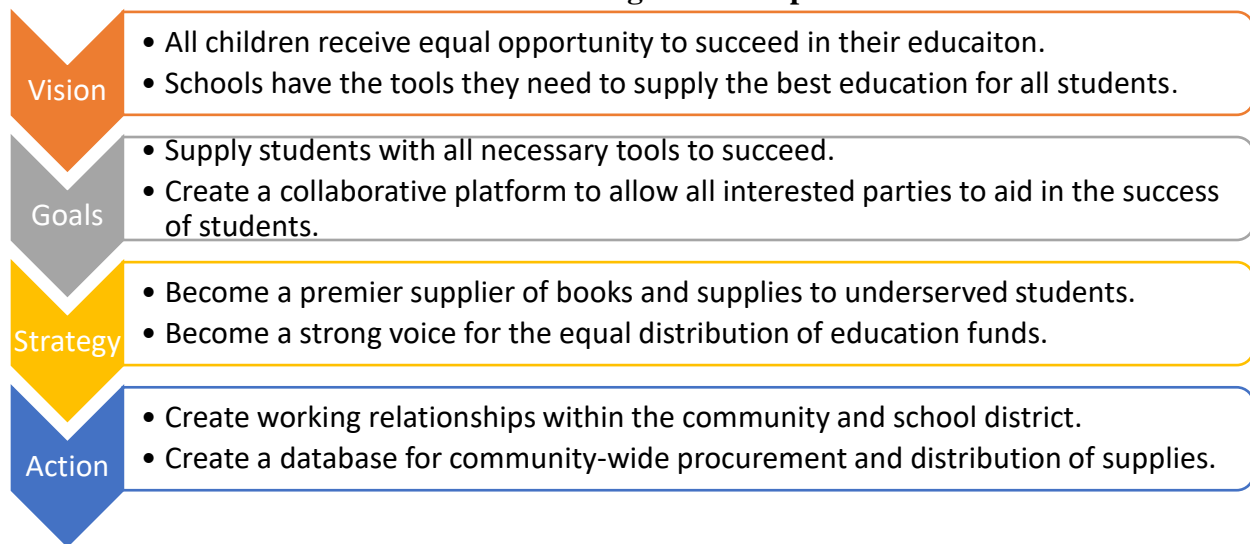 Vision
• All children receive equal opportunity to succeed in their educaiton.
• Schools have the tools they need to supply the best education for all students.
Goals
• Supply students with all necessary tools to succeed.
• Create a collaborative platform to allow all interested parties to aid in the success
of students.
Strategy
• Become a premier supplier of books and supplies to underserved students.
• Become a strong voice for the equal distribution of education funds.
Action
• Create working relationships within the community and school district.
• Create a database for community-wide procurement and distribution of supplies.